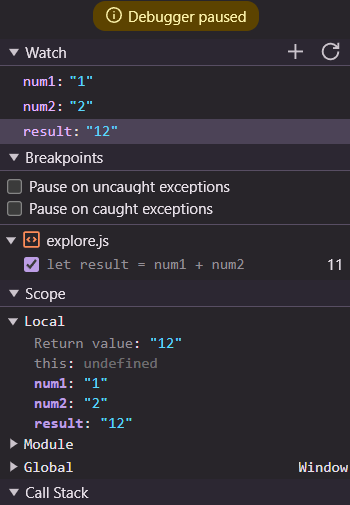 Debugger paused
Watch
num1: "1"
num2: "2"
result: "12"
Breakpoints
Pause on uncaught exceptions
Pause on caught exceptions
explore.js
let result = num1 + num2 11
Scope
Local
Return value: "12"
this: undefined
num1: "1"
num2: "2"
result: "12"
Module
Global Window
Call Stack